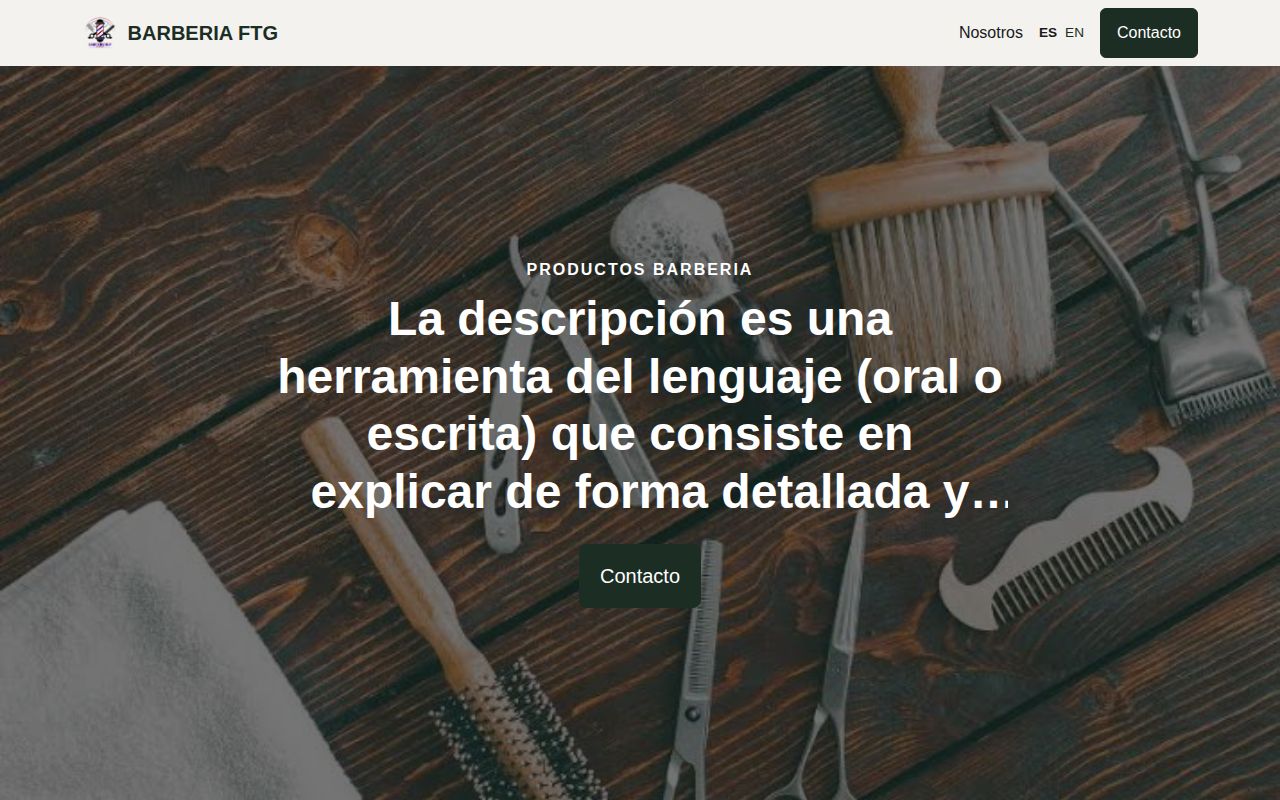 BARBERIA FTG
Nosotros ES EN Contacto
PRODUCTOS BARBERIA
La descripción es una
herramienta del lenguaje (oral o
escrita) que consiste en
explicar de forma detallada y…
Contacto